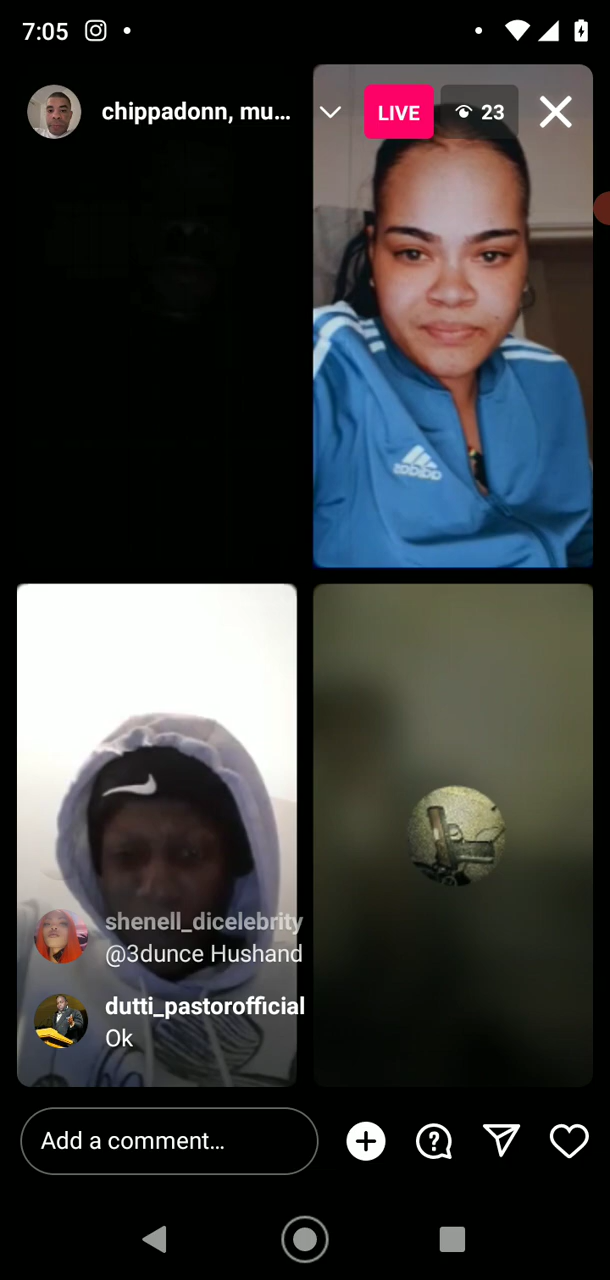 7:05
chippadonn, mu...
LIVE
23
adidas
shenell_dicelebrity
@3dunce Hushand
dutti_pastorofficial
Ok
Add a comment...